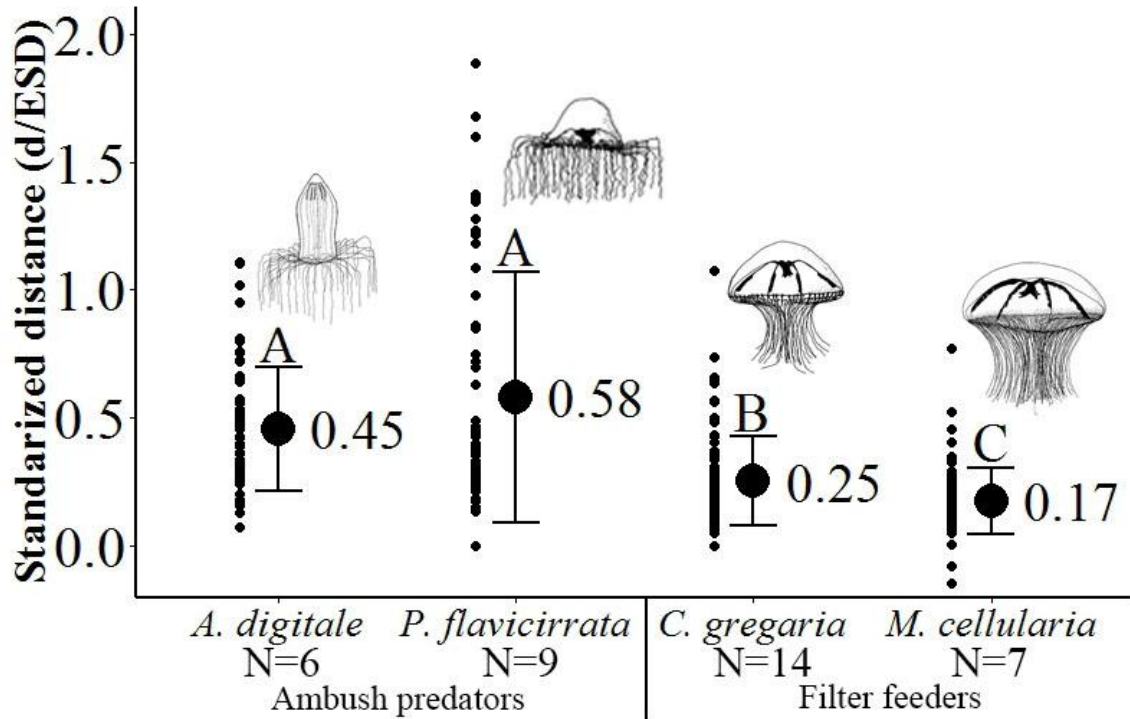 Standarized distance (d/ESD)
2.0
1.5
1.0
0.5
0.0
A
0.45
A
0.58
B
0.25
C
0.17
A. digitale P. flavicirrata C. gregaria M. cellularia
N=6 N=9 N=14 N=7
Ambush predators Filter feeders